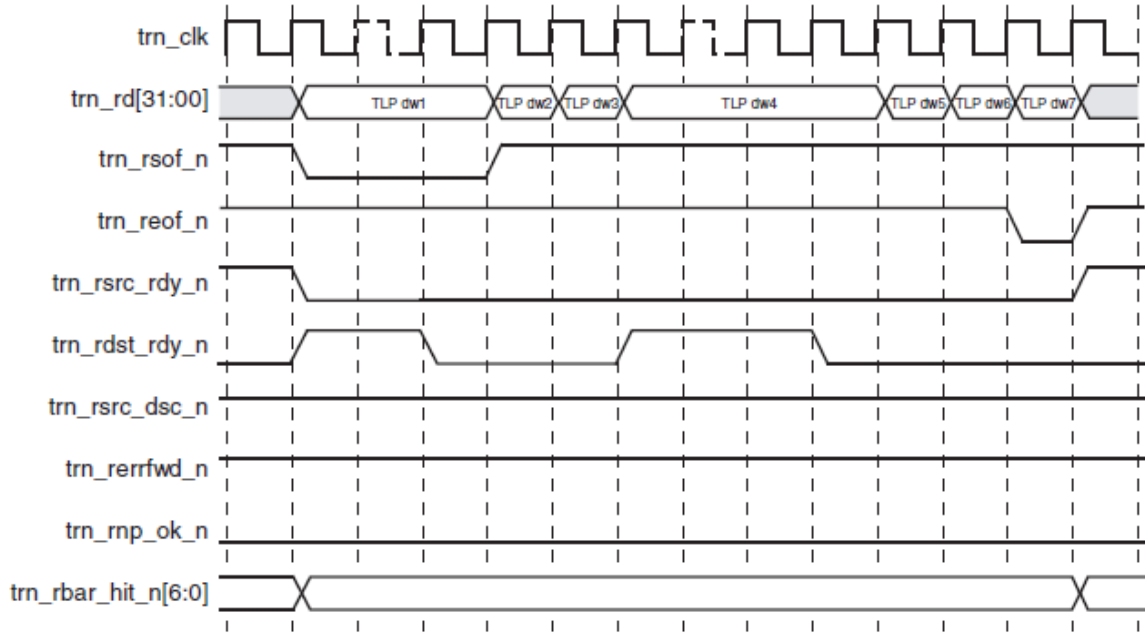 trn_clk
trn_rd[31:00] TLP dw1 TLP dw2 TLP dw3 TLP dw4 TLP dw5 TLP dw6 TLP dw7
trn_rsof_n
trn_reof_n
trn_rsrc_rdy_n
trn_rdst_rdy_n
trn_rsrc_dsc_n
trn_rerrfwd_n
trn_rnp_ok_n
trn_rbar_hit_n[6:0]